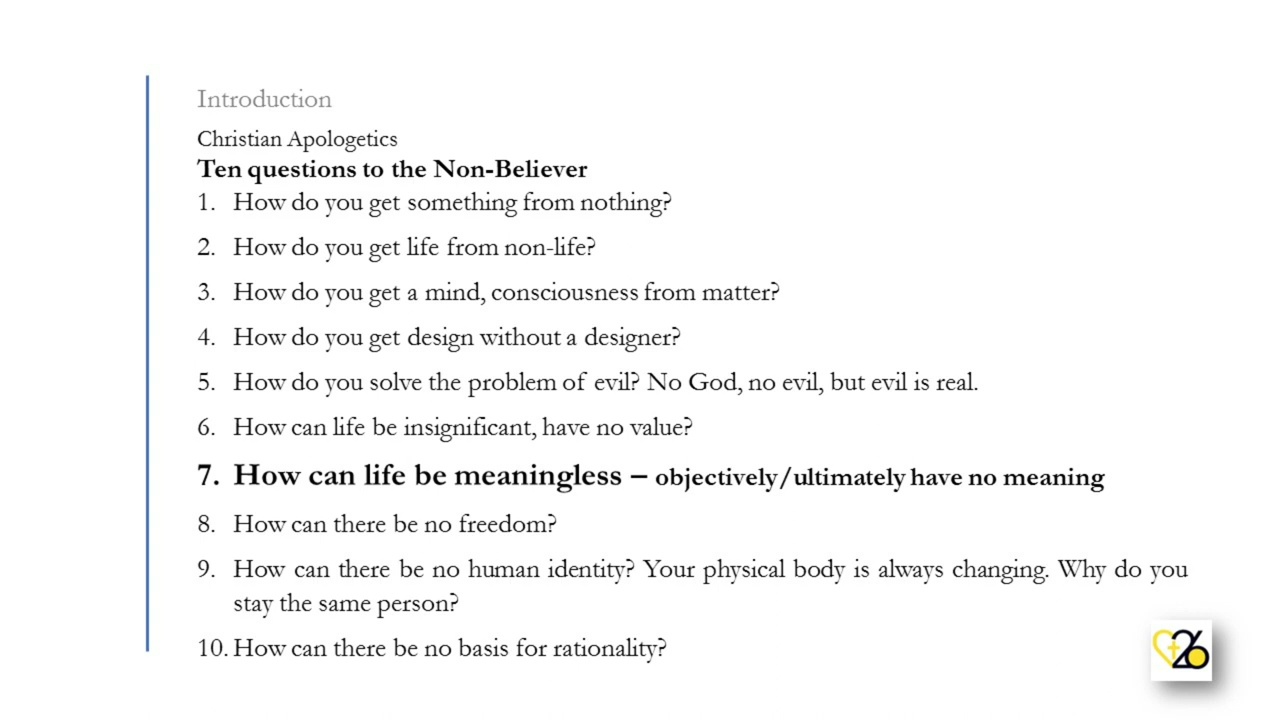 Introduction
Christian Apologetics
Ten questions to the Non-Believer
1. How do you get something from nothing?
2. How do you get life from non-life?
3. How do you get a mind, consciousness from matter?
4. How do you get design without a designer?
5. How do you solve the problem of evil? No God, no evil, but evil is real.
6. How can life be insignificant, have no value?
7. How can life be meaningless – objectively/ultimately have no meaning
8. How can there be no freedom?
9. How can there be no human identity? Your physical body is always changing. Why do you
stay the same person?
10. How can there be no basis for rationality?
26